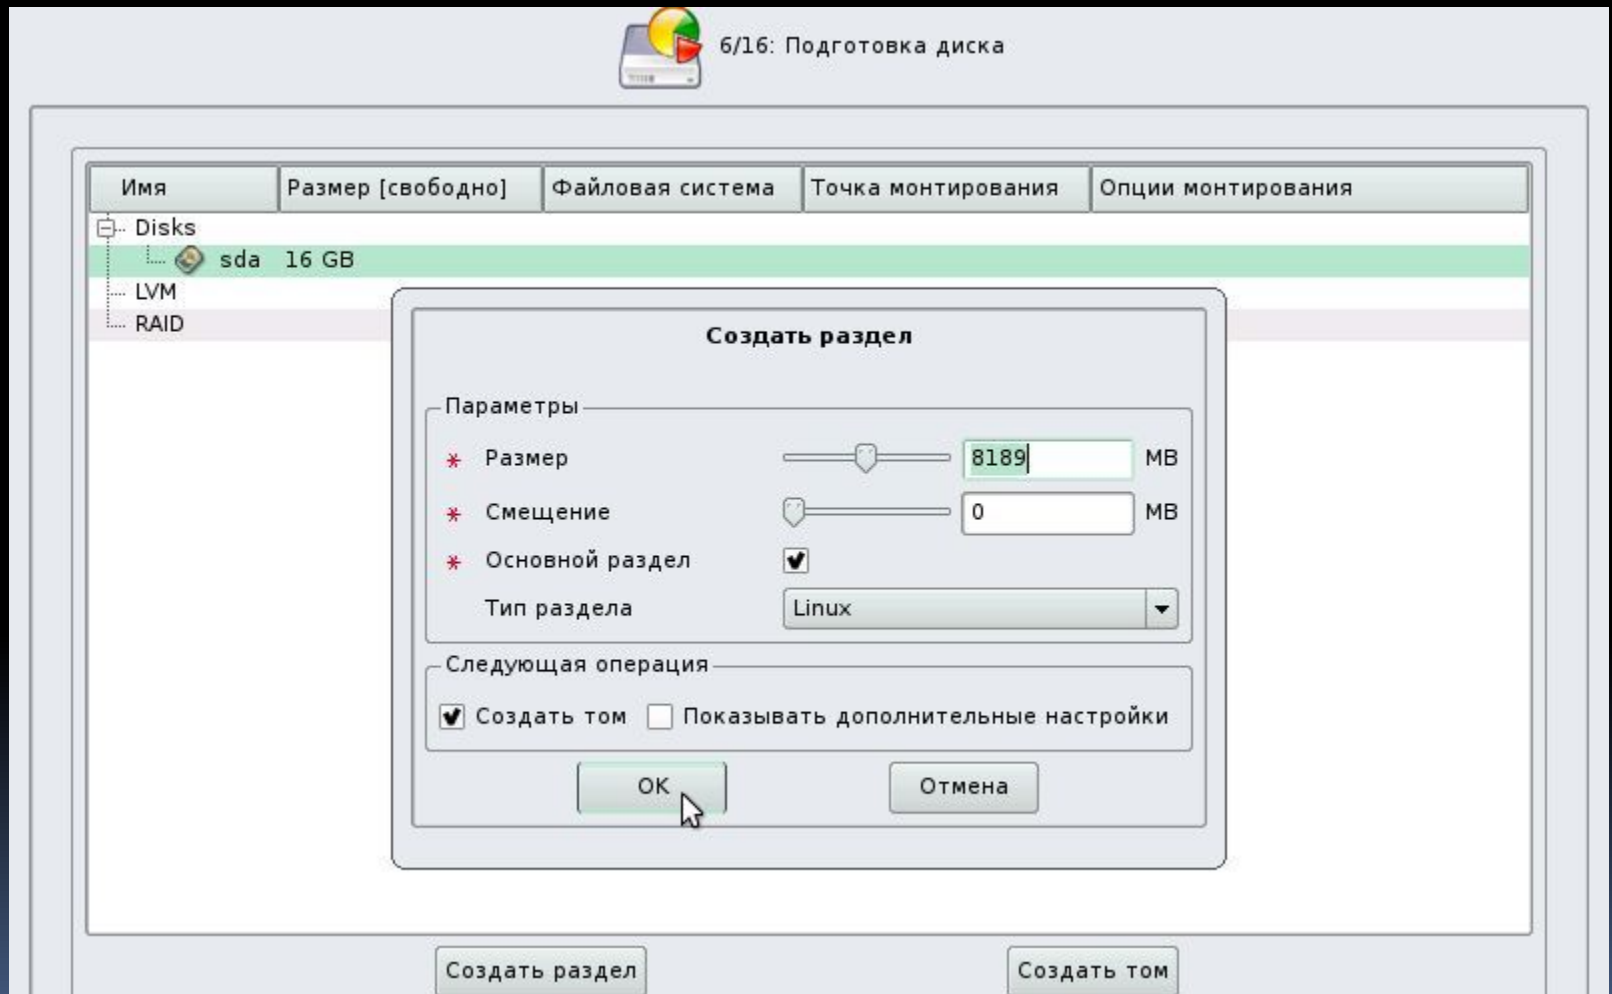 6/16: Подготовка диска
Имя Размер [свободно] Файловая система Точка монтирования Опции монтирования
Disks
sda 16 GB
LVM
RAID
Создать раздел
Параметры
* Размер 8189 MB
* Смещение 0 MB
* Основной раздел
Тип раздела Linux
Следующая операция
Создать том Показывать дополнительные настройки
OK Отмена
Создать раздел Создать том